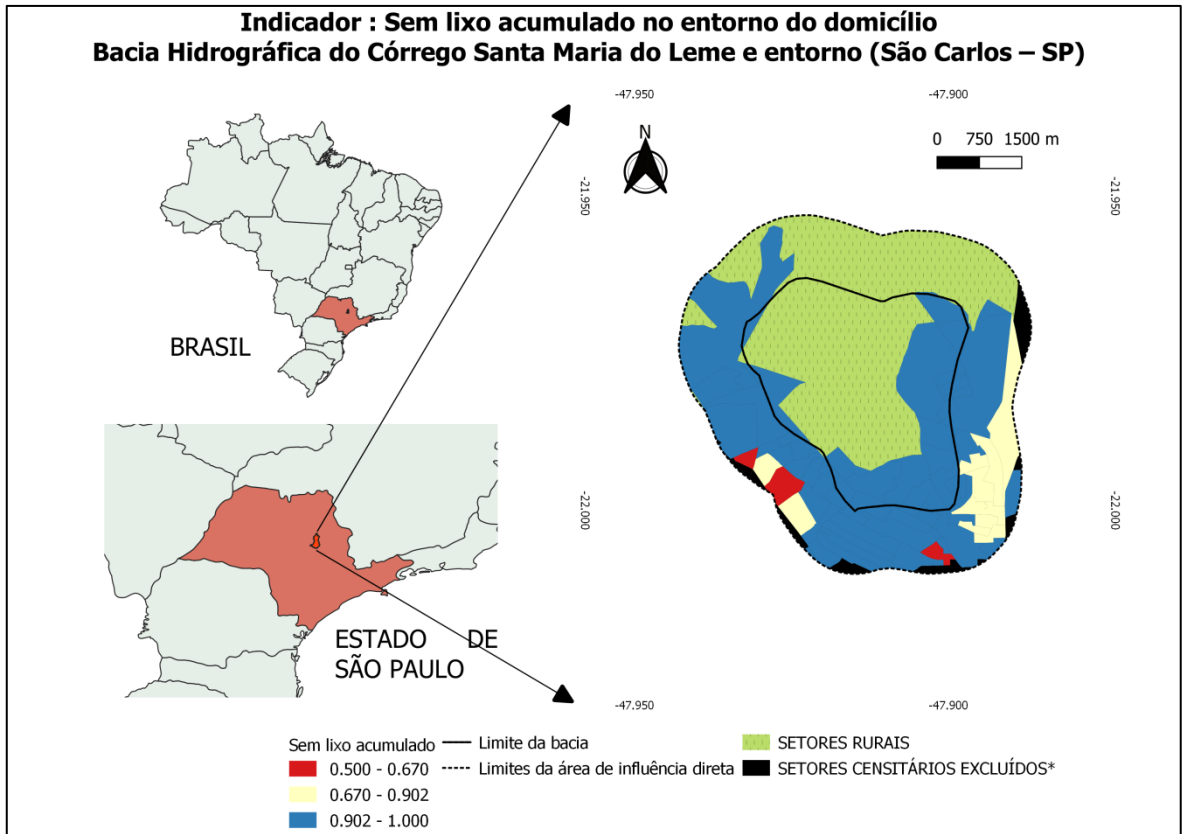 Indicador : Sem lixo acumulado no entorno do domicílio
Bacia Hidrográfica do Córrego Santa Maria do Leme e entorno (São Carlos – SP)
-47.950
-47.900
N
0 750 1500 m
-21.950
-21.950
BRASIL
-22.000
-22.000
ESTADO DE
SÃO PAULO
-47.950
-47.900
Sem lixo acumulado
0.500 - 0.670
0.670 - 0.902
0.902 - 1.000
Limite da bacia
Limites da área de influência direta
SETORES RURAIS
SETORES CENSITÁRIOS EXCLUÍDOS*